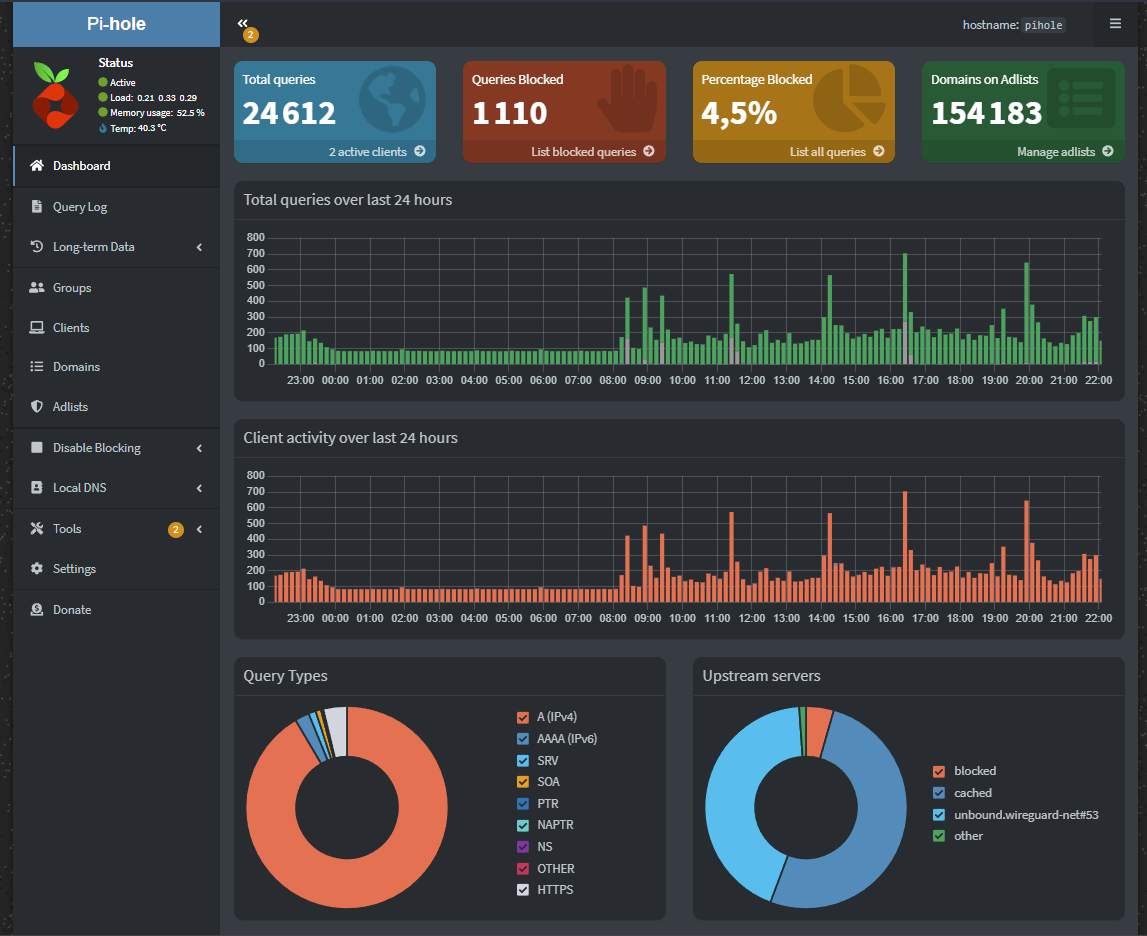 Pi-hole
2
hostname: pihole
Status
Active
Load: 0.21 0.33 0.29
Memory usage: 52.5 %
Temp: 40.3 °C
Dashboard
Query Log
Long-term Data
Groups
Clients
Domains
Adlists
Disable Blocking
Local DNS
Tools 2
Settings
Donate
Total queries
24 612
2 active clients
Queries Blocked
1 110
List blocked queries
Percentage Blocked
4,5%
List all queries
Domains on Adlists
154 183
Manage adlists
Total queries over last 24 hours
800
700
600
500
400
300
200
100
0
23:00 00:00 01:00 02:00 03:00 04:00 05:00 06:00 07:00 08:00 09:00 10:00 11:00 12:00 13:00 14:00 15:00 16:00 17:00 18:00 19:00 20:00 21:00 22:00
Client activity over last 24 hours
800
700
600
500
400
300
200
100
0
23:00 00:00 01:00 02:00 03:00 04:00 05:00 06:00 07:00 08:00 09:00 10:00 11:00 12:00 13:00 14:00 15:00 16:00 17:00 18:00 19:00 20:00 21:00 22:00
Query Types
A (IPv4)
AAAA (IPv6)
SRV
SOA
PTR
NAPTR
NS
OTHER
HTTPS
Upstream servers
blocked
cached
unbound.wireguard-net#53
other